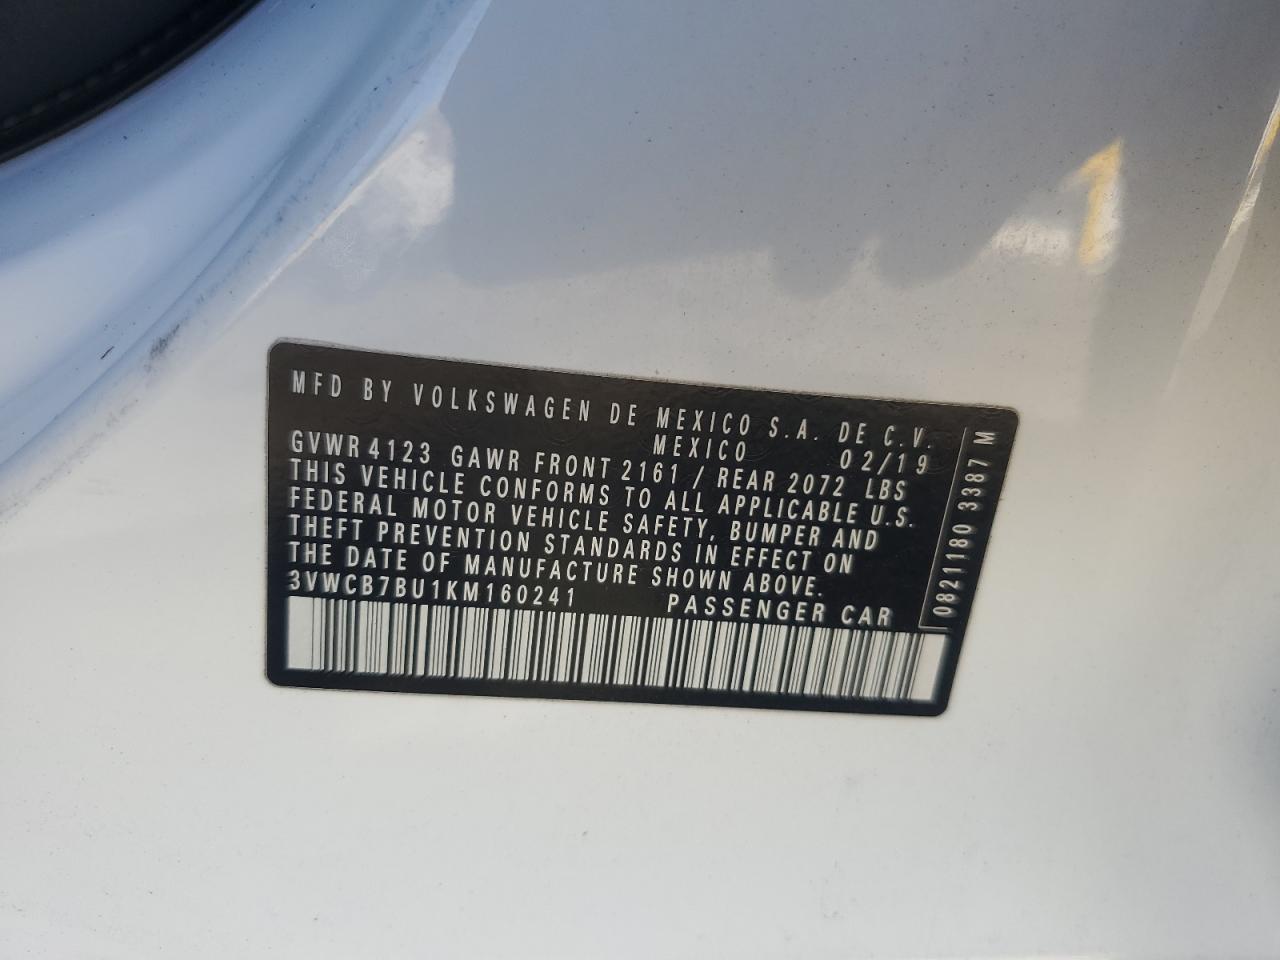 MFD BY VOLKSWAGEN DE MEXICO S.A. DE C.V.
MEXICO 02/19
GVWR 4123 GAWR FRONT 2161 / REAR 2072 LBS
THIS VEHICLE CONFORMS TO ALL APPLICABLE U.S.
FEDERAL MOTOR VEHICLE SAFETY, BUMPER AND
THEFT PREVENTION STANDARDS IN EFFECT ON
THE DATE OF MANUFACTURE SHOWN ABOVE.
3VWCB7BU1KM160241 PASSENGER CAR
0821180 3387 M